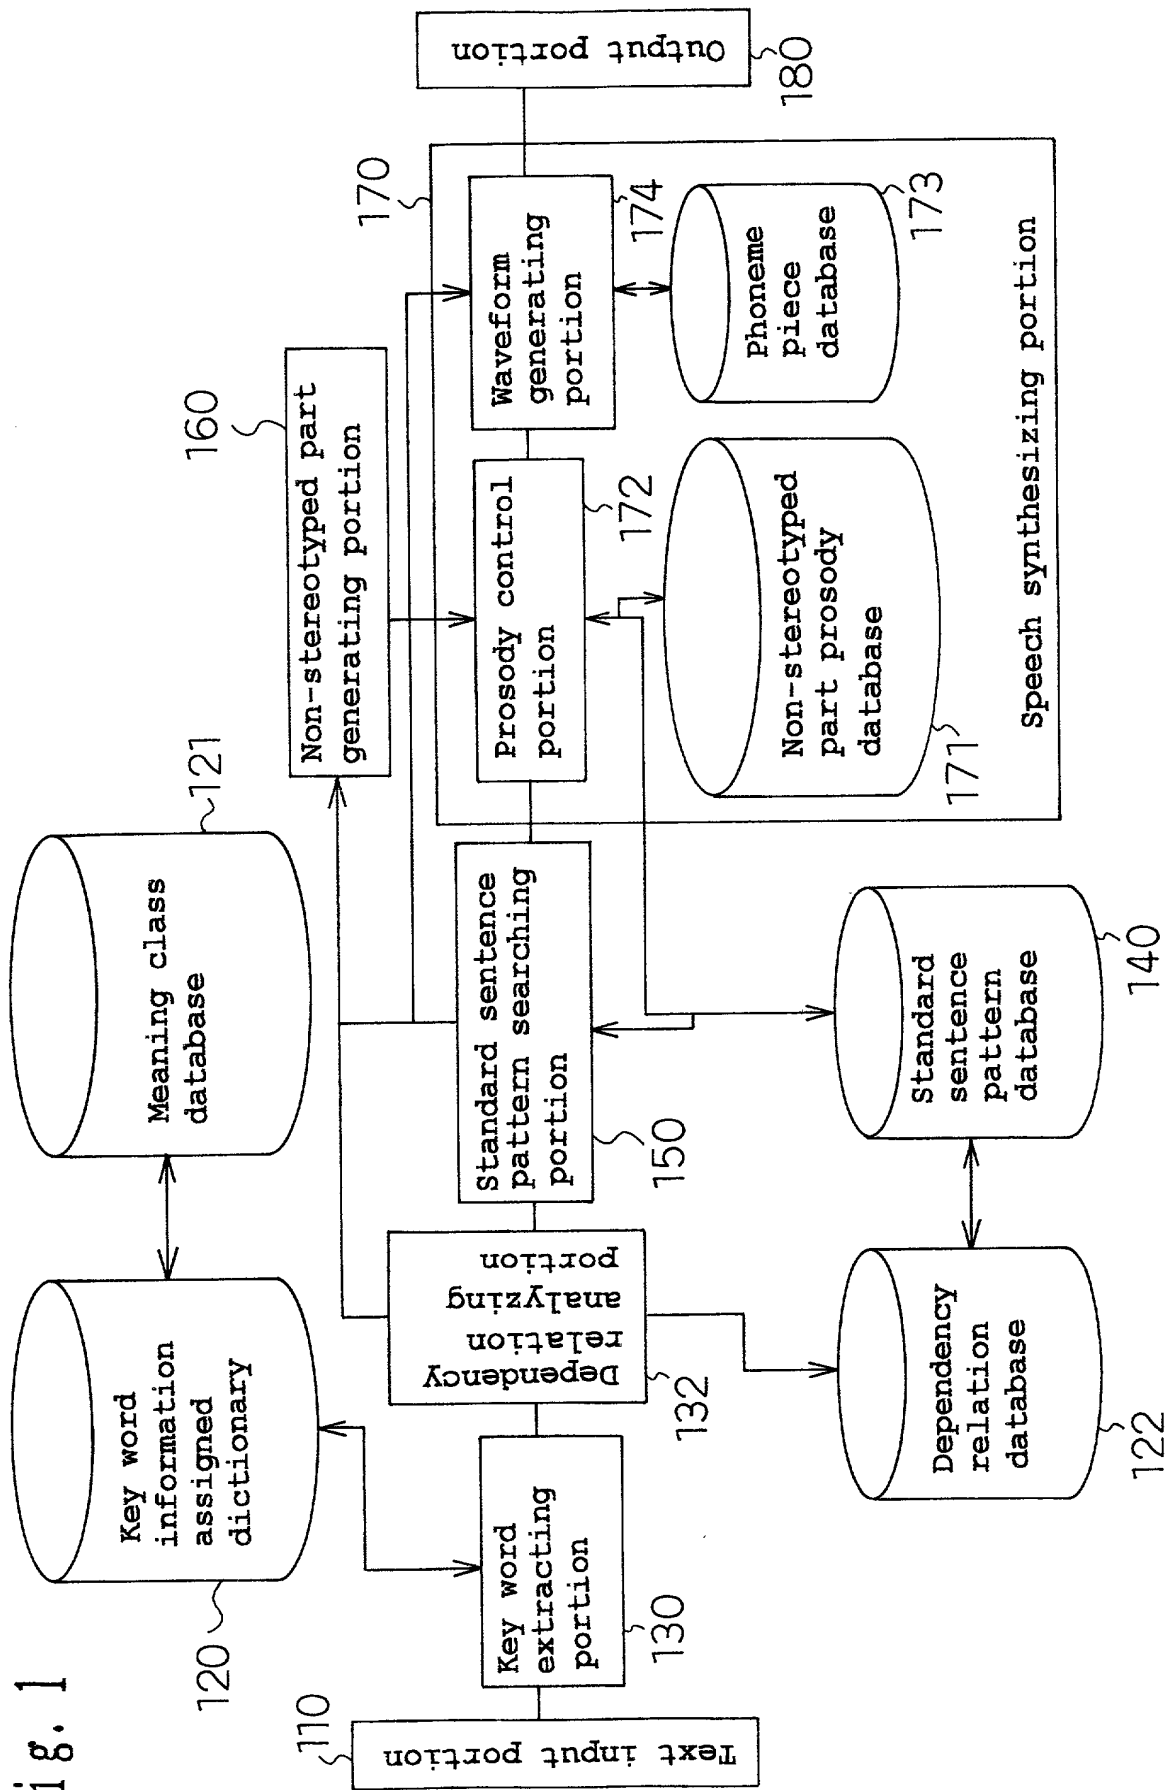 ig. 1
120
Key word
information
assigned
dictionary
121
Meaning class
database
160
Non-stereotyped part
generating portion
110
Text input portion
Key word
extracting
portion
130
Dependency
relation
analyzing
portion
132
Standard sentence
pattern searching
portion
150
170
Prosody control
portion
172
Waveform
generating
portion
174
Output portion
180
Dependency
relation
database
122
Standard
sentence
pattern
database
140
Non-stereotyped
part prosody
database
171
Phoneme
piece
database
173
Speech synthesizing portion